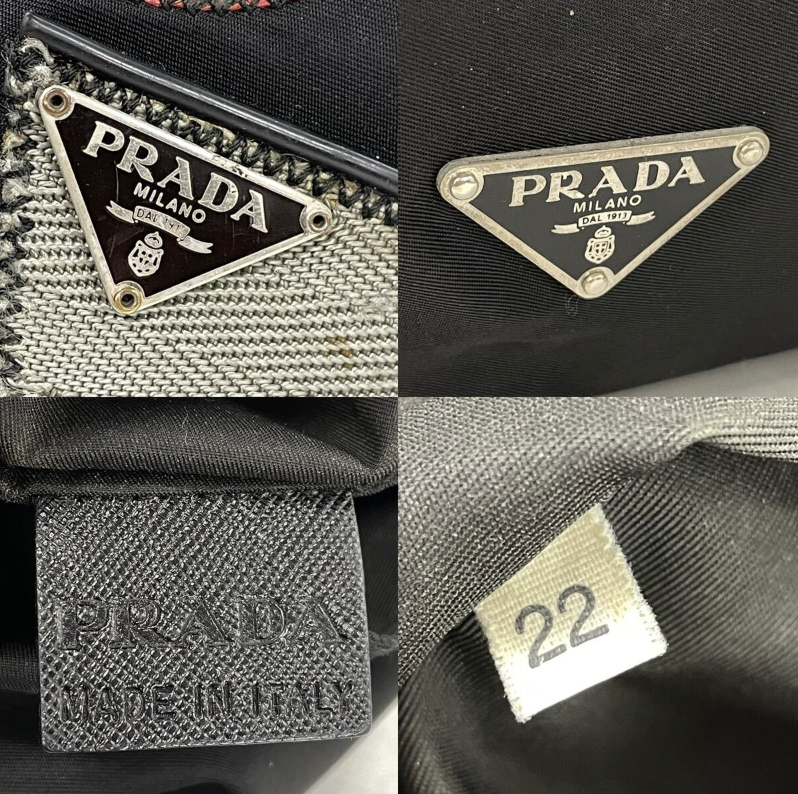 PRADA
MILANO
DAL 1913
PRADA
MILANO
DAL 1913
PRADA
MADE IN ITALY
22